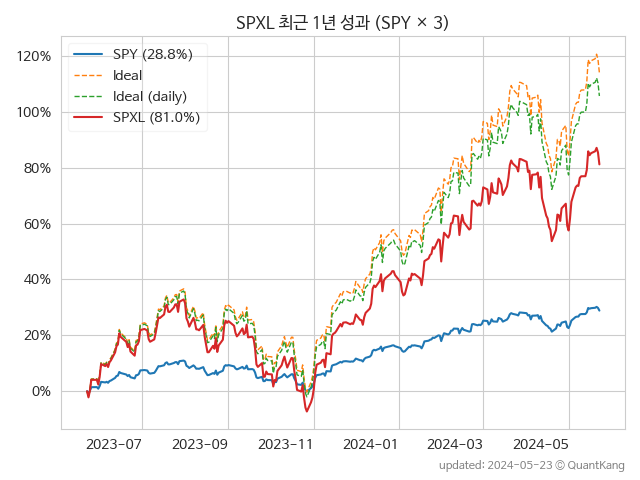 SPXL 최근 1년 성과 (SPY × 3)
SPY (28.8%)
Ideal
Ideal (daily)
SPXL (81.0%)
120%
100%
80%
60%
40%
20%
0%
2023-07 2023-09 2023-11 2024-01 2024-03 2024-05
updated: 2024-05-23 © QuantKang